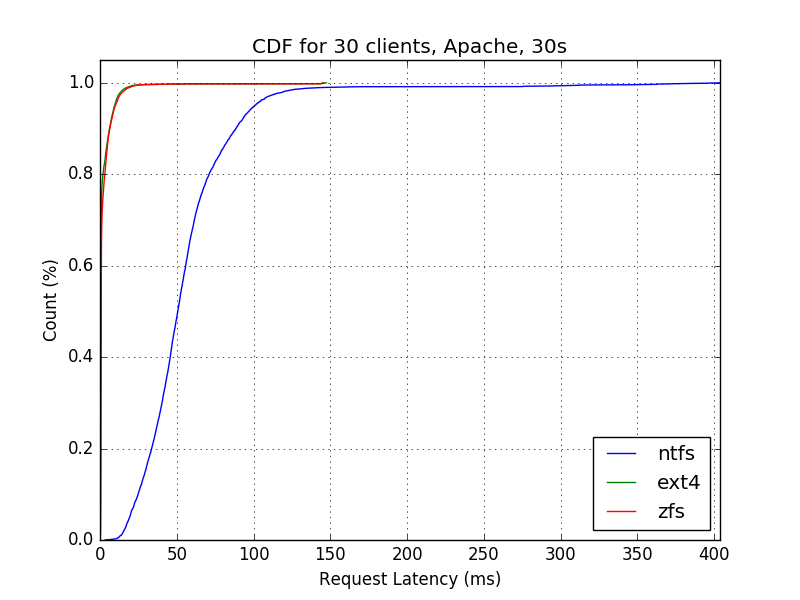 CDF for 30 clients, Apache, 30s
1.0
0.8
0.6
0.4
0.2
0.0
Count (%)
0 50 100 150 200 250 300 350 400
Request Latency (ms)
ntfs
ext4
zfs